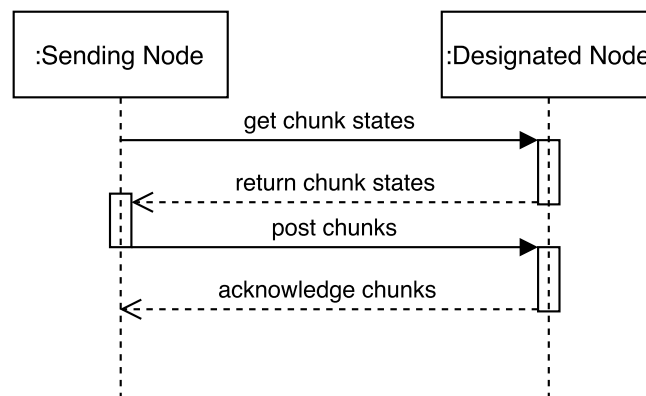 :Sending Node
:Designated Node
get chunk states
return chunk states
post chunks
acknowledge chunks